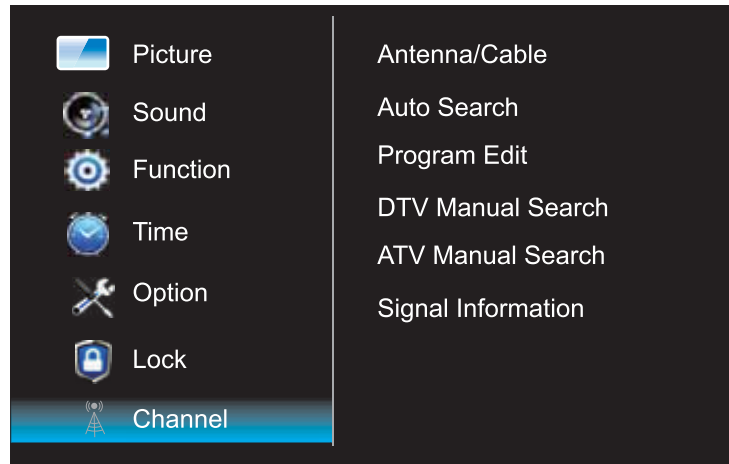 Picture
Sound
Function
Time
Option
Lock
Channel
Antenna/Cable
Auto Search
Program Edit
DTV Manual Search
ATV Manual Search
Signal Information